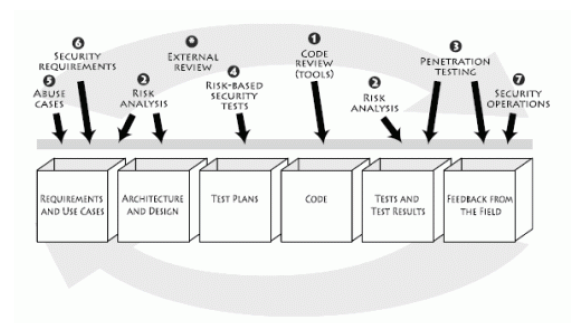 6
SECURITY
REQUIREMENTS
5
ABUSE
CASES
2
RISK
ANALYSIS
*
EXTERNAL
REVIEW
4
RISK-BASED
SECURITY
TESTS
1
CODE
REVIEW
(TOOLS)
2
RISK
ANALYSIS
3
PENETRATION
TESTING
7
SECURITY
OPERATIONS
REQUIREMENTS
AND USE CASES
ARCHITECTURE
AND DESIGN
TEST PLANS
CODE
TESTS AND
TEST RESULTS
FEEDBACK FROM
THE FIELD